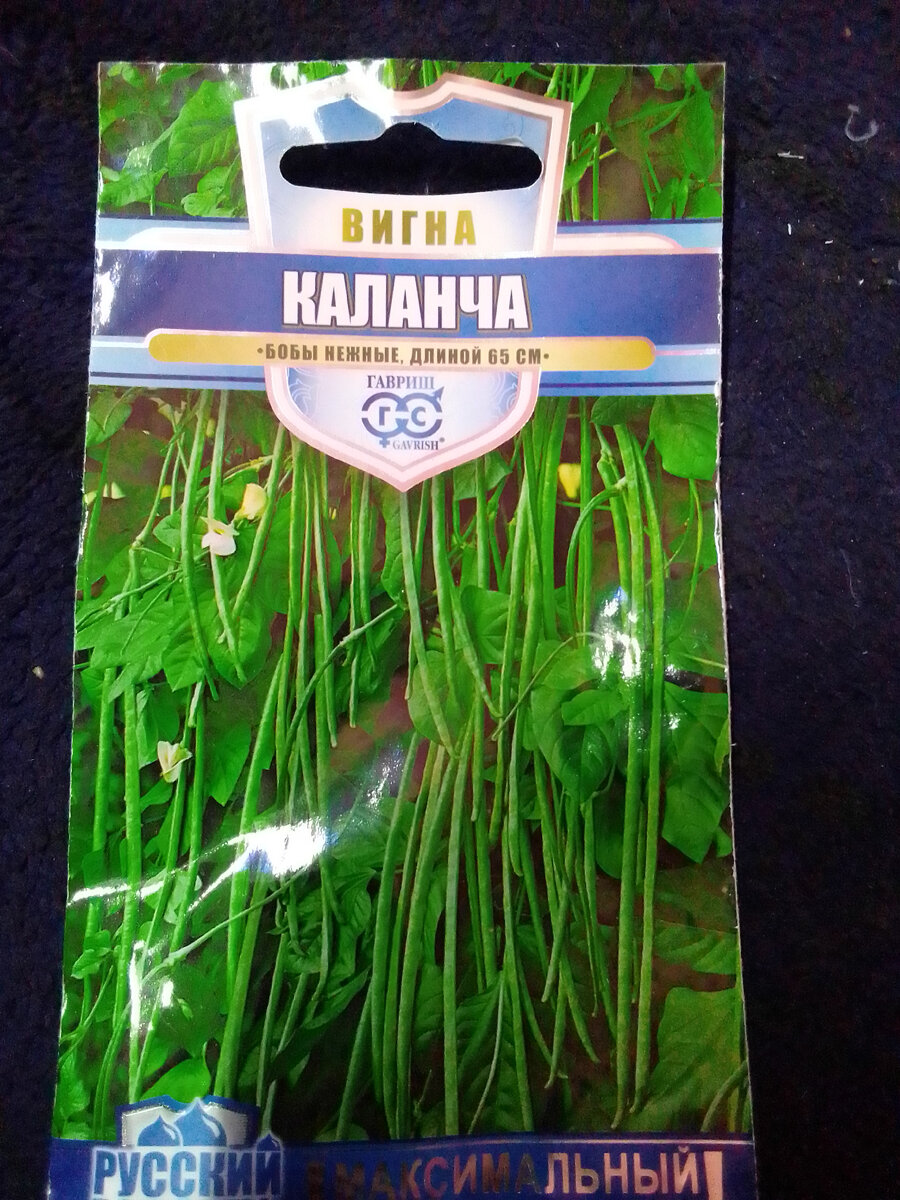 ВИГНА
КАЛАНЧА
•БОБЫ НЕЖНЫЕ, ДЛИНОЙ 65 СМ•
ГАВРИШ
Г С
GAVRISH®
РУССКИЙ
!МАКСИМАЛЬНЫЙ!